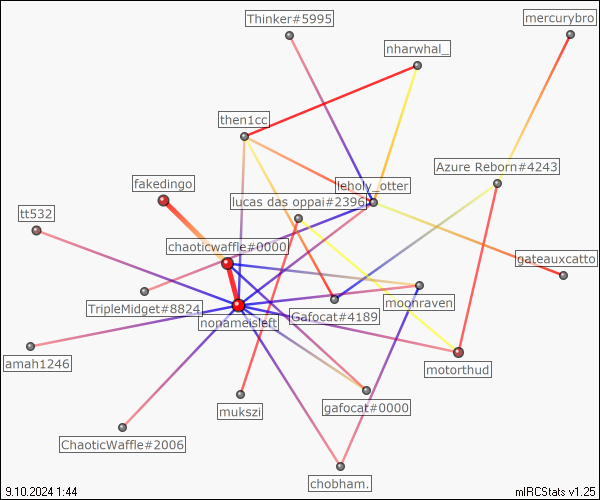 Thinker#5995
mercurybro
nharwhal_
then1cc
Azure Reborn#4243
fakedingo
leholy_otter
lucas das oppai#2396
tt532
chaoticwaffle#0000
gateauxcatto
TripleMidget#8824
moonraven
Gafocat#4189
nonameisleft
amah1246
motorthud
mukszi
gafocat#0000
ChaoticWaffle#2006
chobham.
9.10.2024 1:44
mIRCStats v1.25